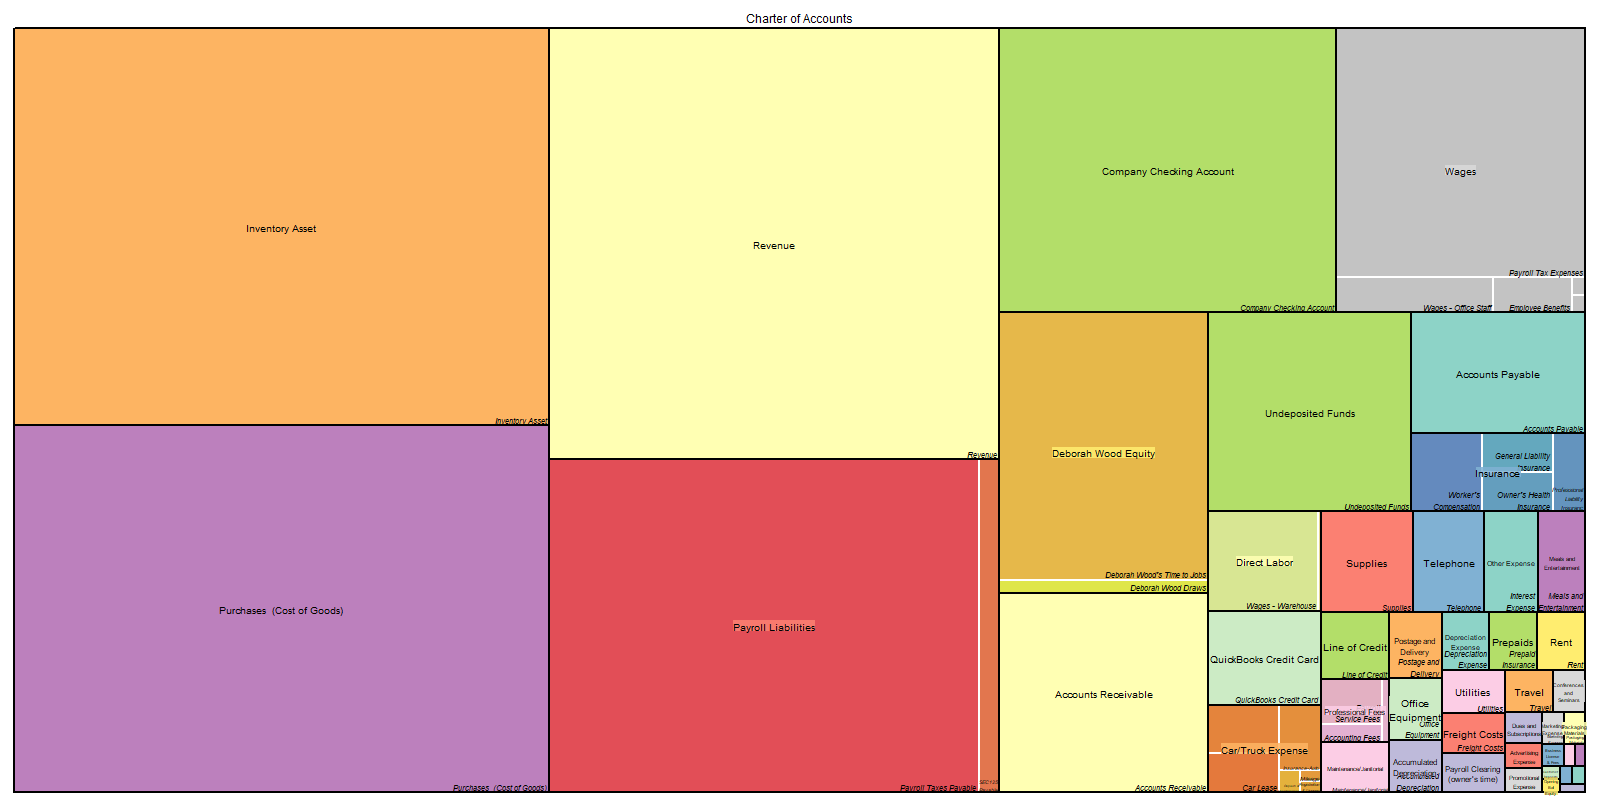 Charter of Accounts
Inventory Asset
Inventory Asset
Purchases (Cost of Goods)
Purchases (Cost of Goods)
Revenue
Revenue
Payroll Liabilities
Payroll Taxes Payable
Company Checking Account
Company Checking Account
Wages
Payroll Tax Expenses
Wages - Office Staff
Employee Benefits
Deborah Wood Equity
Deborah Wood's Time to Jobs
Deborah Wood Draws
Accounts Receivable
Accounts Receivable
Undeposited Funds
Undeposited Funds
Accounts Payable
Accounts Payable
Insurance
General Liability
Insurance
Worker's
Compensation
Owner's Health
Insurance
Professional
Liability
Insurance
Direct Labor
Wages - Warehouse
Supplies
Supplies
Telephone
Telephone
Other Expense
Interest
Expense
Meals and
Entertainment
Meals and
Entertainment
QuickBooks Credit Card
QuickBooks Credit Card
Line of Credit
Line of Credit
Postage and
Delivery
Postage and
Delivery
Depreciation
Expense
Depreciation
Expense
Prepaids
Prepaid
Insurance
Rent
Rent
Professional Fees
Service Fees
Accounting Fees
Office
Equipment
Office
Equipment
Utilities
Utilities
Travel
Travel
Conferences
and
Seminars
Car/Truck Expense
Car Lease
Mileage
Maintenance/Janitorial
Maintenance/Janitorial
Accumulated
Depreciation
Accumulated
Depreciation
Freight Costs
Freight Costs
Payroll Clearing
(owner's time)
Dues and
Subscriptions
Advertising
Expense
Promotional
Expense
Marketing
Expense
Packaging
Materials
Opening
Bal
Equity